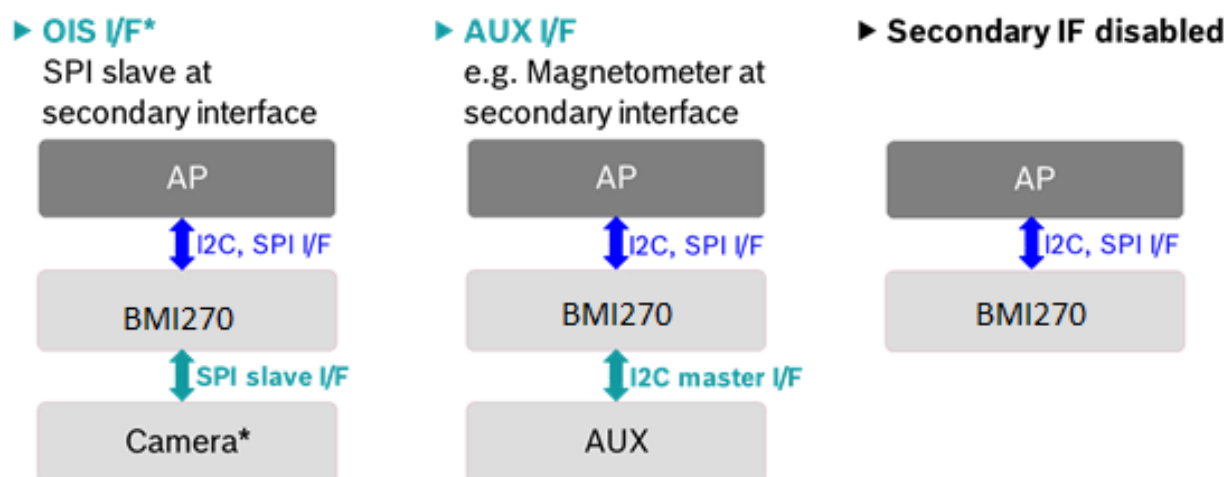 ► OIS I/F*
SPI slave at
secondary interface
AP
I2C, SPI I/F
BMI270
SPI slave I/F
Camera*
► AUX I/F
e.g. Magnetometer at
secondary interface
AP
I2C, SPI I/F
BMI270
I2C master I/F
AUX
► Secondary IF disabled
AP
I2C, SPI I/F
BMI270